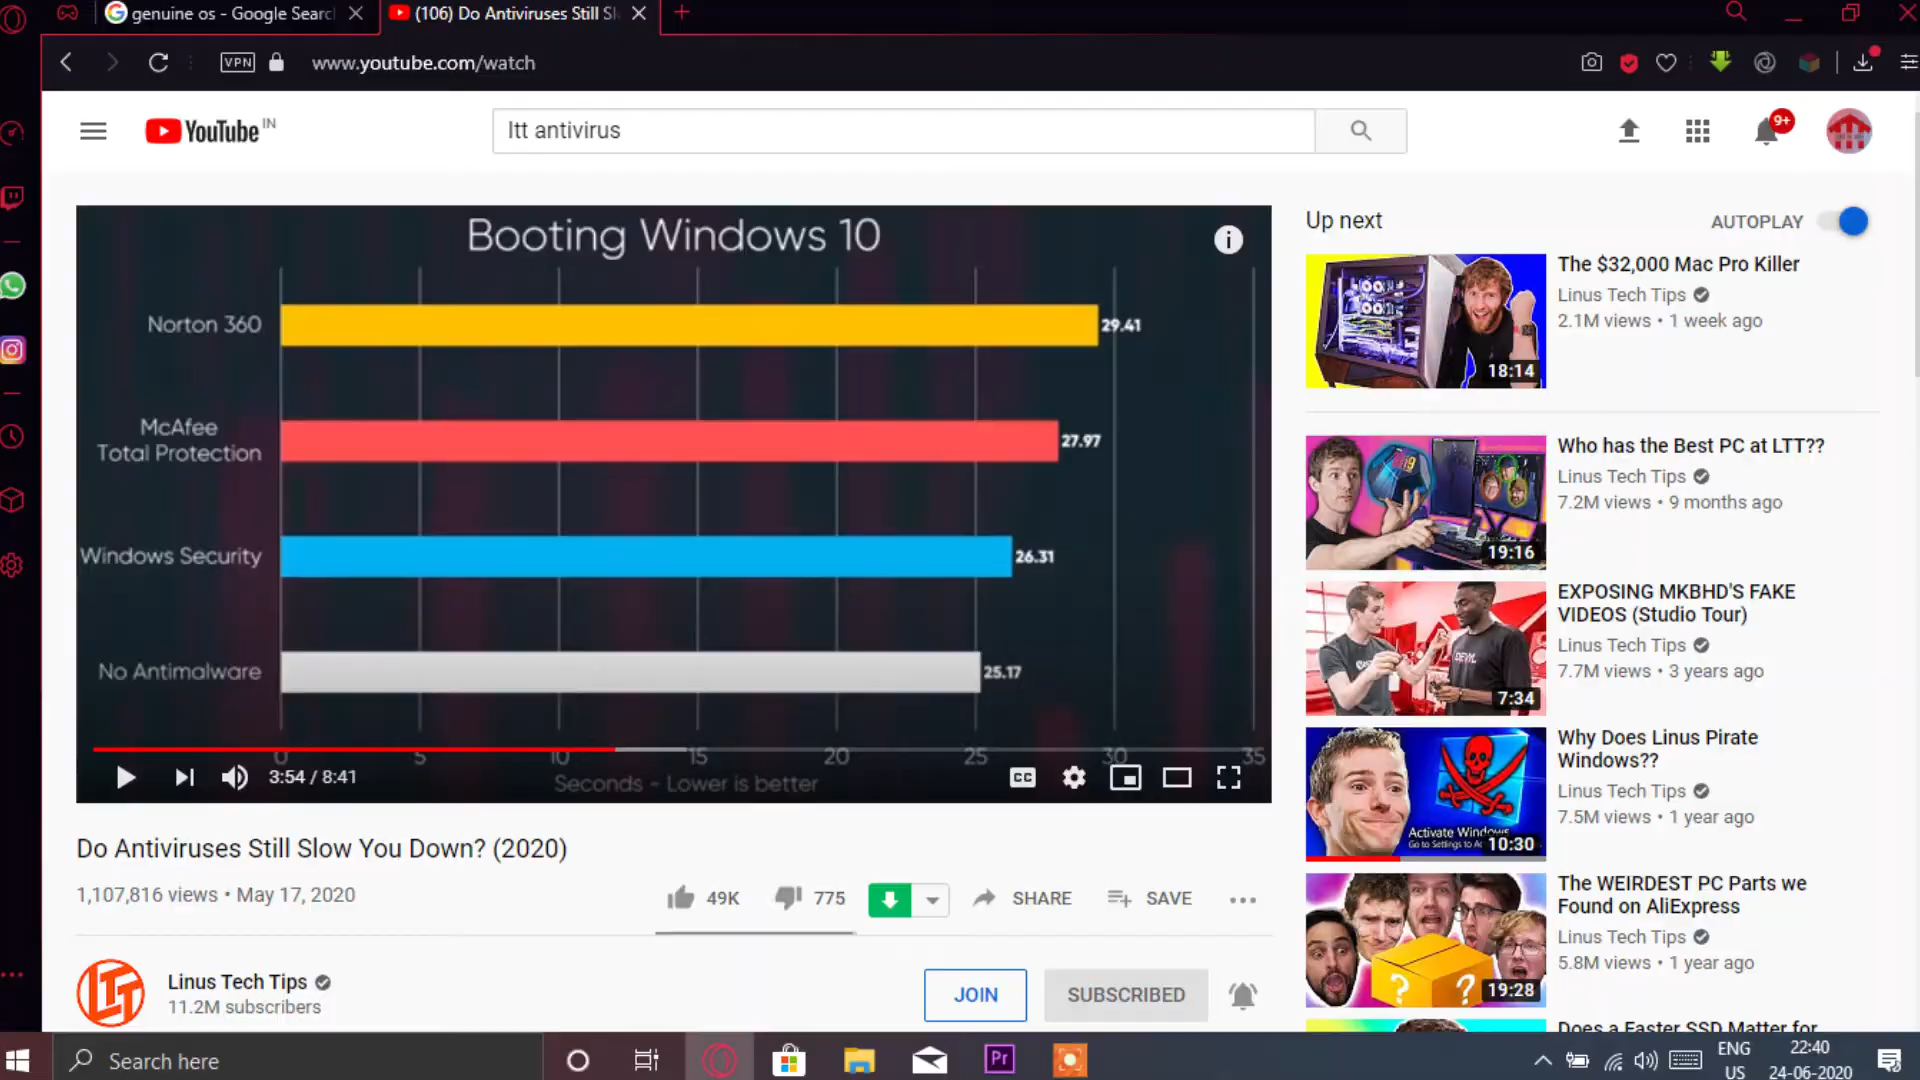 genuine os - Google Searc
(106) Do Antiviruses Still Sl
VPN
www.youtube.com/watch
YouTube IN
ltt antivirus
9+
Booting Windows 10
Norton 360
29.41
McAfee
Total Protection
27.97
Windows Security
26.31
No Antimalware
25.17
0 5 10 15 20 25 30 35
Seconds - Lower is better
3:54 / 8:41
CC
Do Antiviruses Still Slow You Down? (2020)
1,107,816 views • May 17, 2020
49K
775
SHARE
SAVE
LTT
Linus Tech Tips
11.2M subscribers
JOIN
SUBSCRIBED
Up next
AUTOPLAY
The $32,000 Mac Pro Killer
Linus Tech Tips
2.1M views • 1 week ago
18:14
Who has the Best PC at LTT??
Linus Tech Tips
7.2M views • 9 months ago
19:16
EXPOSING MKBHD'S FAKE
VIDEOS (Studio Tour)
Linus Tech Tips
7.7M views • 3 years ago
7:34
Why Does Linus Pirate
Windows??
Linus Tech Tips
7.5M views • 1 year ago
Activate Windows
Go to Settings to
10:30
The WEIRDEST PC Parts we
Found on AliExpress
Linus Tech Tips
5.8M views • 1 year ago
? ?
19:28
Does a Faster SSD Matter for
Search here
Pr
ENG
US
22:40
24-06-2020